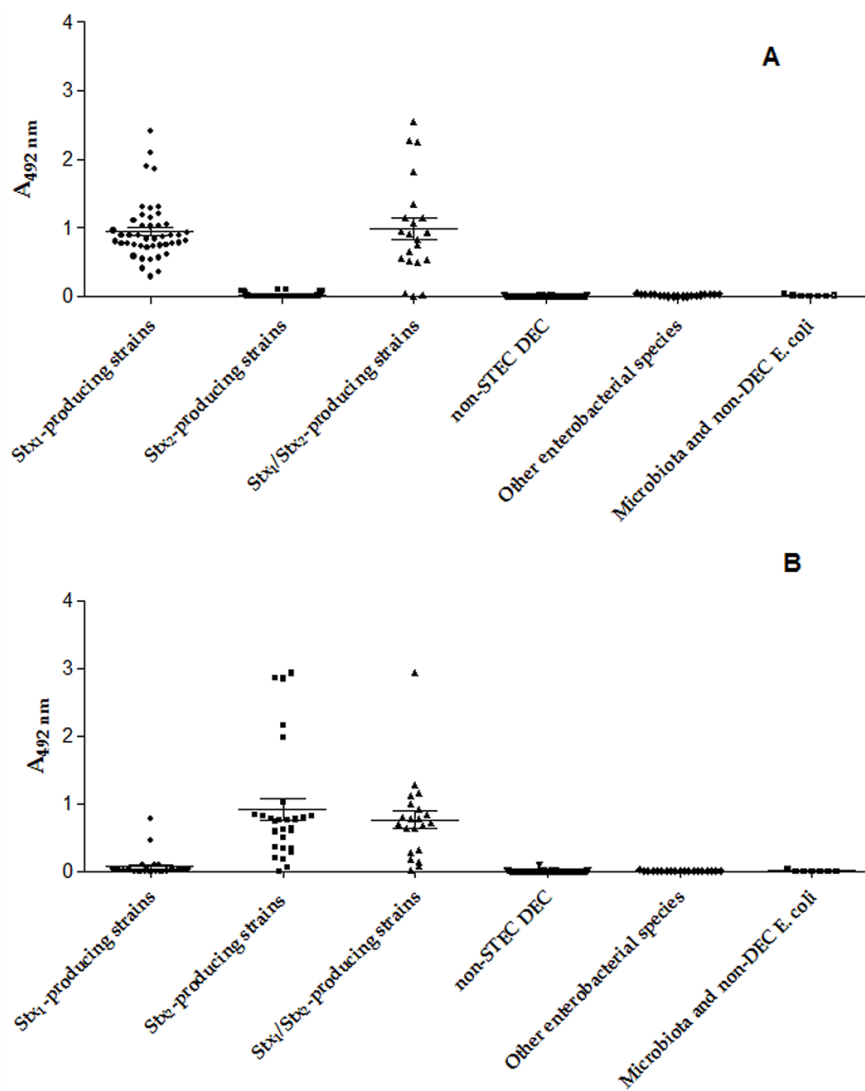 A
4
3
2
1
0
A492 nm
Stx1-producing strains
Stx2-producing strains
Stx1/Stx2-producing strains
non-STEC DEC
Other enterobacterial species
Microbiota and non-DEC E. coli
B
4
3
2
1
0
A492 nm
Stx1-producing strains
Stx2-producing strains
Stx1/Stx2-producing strains
non-STEC DEC
Other enterobacterial species
Microbiota and non-DEC E. coli